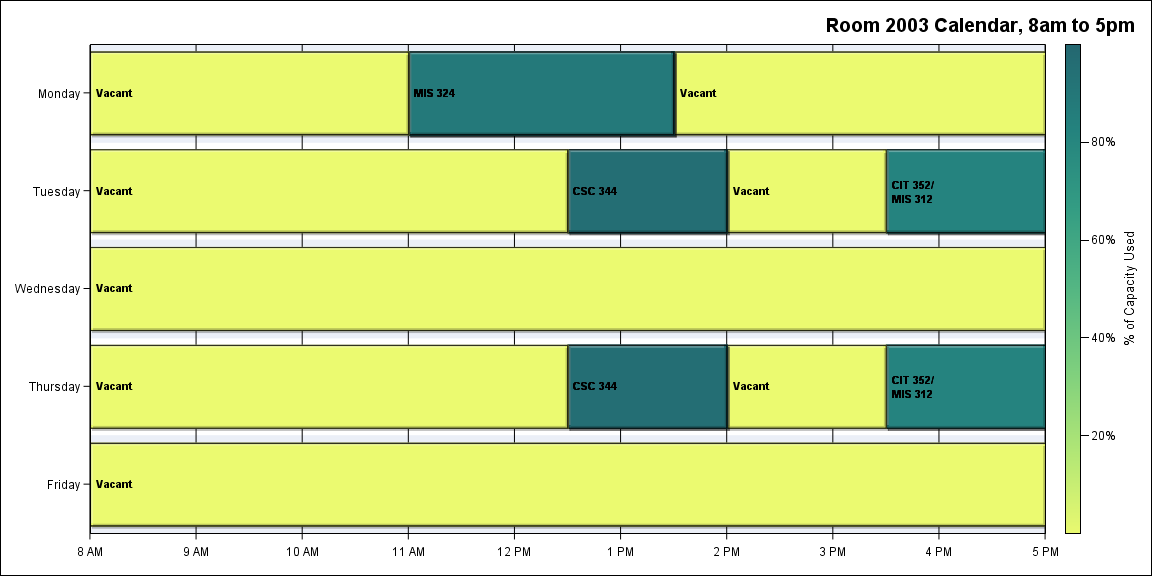 Room 2003 Calendar, 8am to 5pm
Monday
Vacant
MIS 324
Vacant
Tuesday
Vacant
CSC 344
Vacant
CIT 352/
MIS 312
Wednesday
Vacant
Thursday
Vacant
CSC 344
Vacant
CIT 352/
MIS 312
Friday
Vacant
8 AM
9 AM
10 AM
11 AM
12 PM
1 PM
2 PM
3 PM
4 PM
5 PM
80%
60%
40%
20%
% of Capacity Used